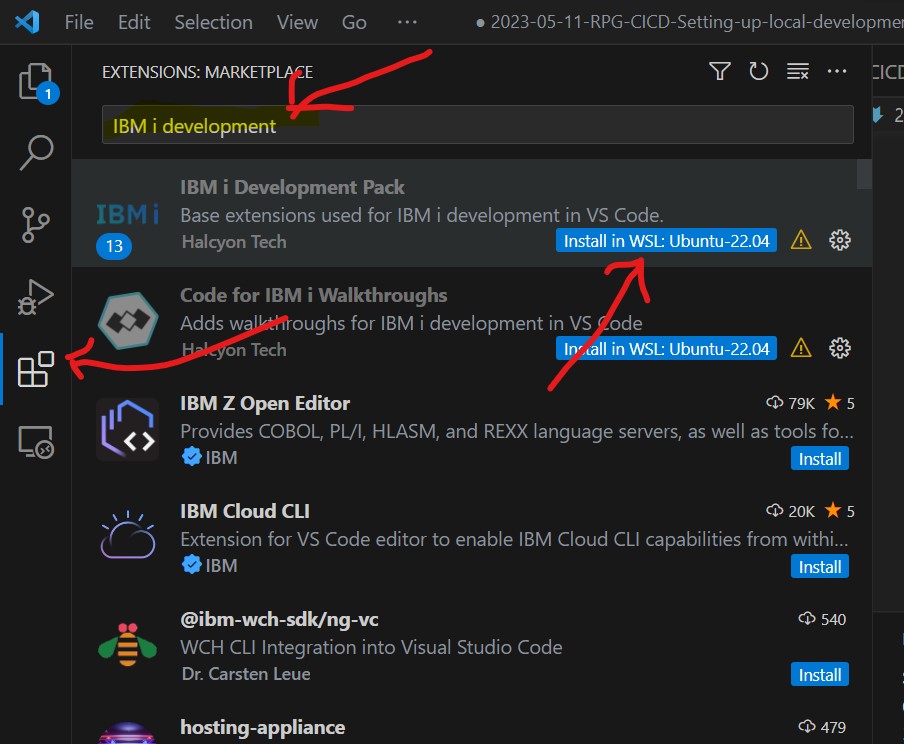 File Edit Selection View Go ··· ● 2023-05-11-RPG-CICD-Setting-up-local-developme
EXTENSIONS: MARKETPLACE
CICD
1
IBM i development
2
IBM i Development Pack
IBM i
Base extensions used for IBM i development in VS Code.
13
Halcyon Tech
Install in WSL: Ubuntu-22.04
Code for IBM i Walkthroughs
Adds walkthroughs for IBM i development in VS Code
Halcyon Tech
Install in WSL: Ubuntu-22.04
IBM Z Open Editor 79K ★ 5
Provides COBOL, PL/I, HLASM, and REXX language servers, as well as tools fo...
IBM
Install
IBM Cloud CLI 20K ★ 5
Extension for VS Code editor to enable IBM Cloud CLI capabilities from withi...
IBM
Install
@ibm-wch-sdk/ng-vc 540
WCH CLI Integration into Visual Studio Code
Dr. Carsten Leue
Install
hosting-appliance 479